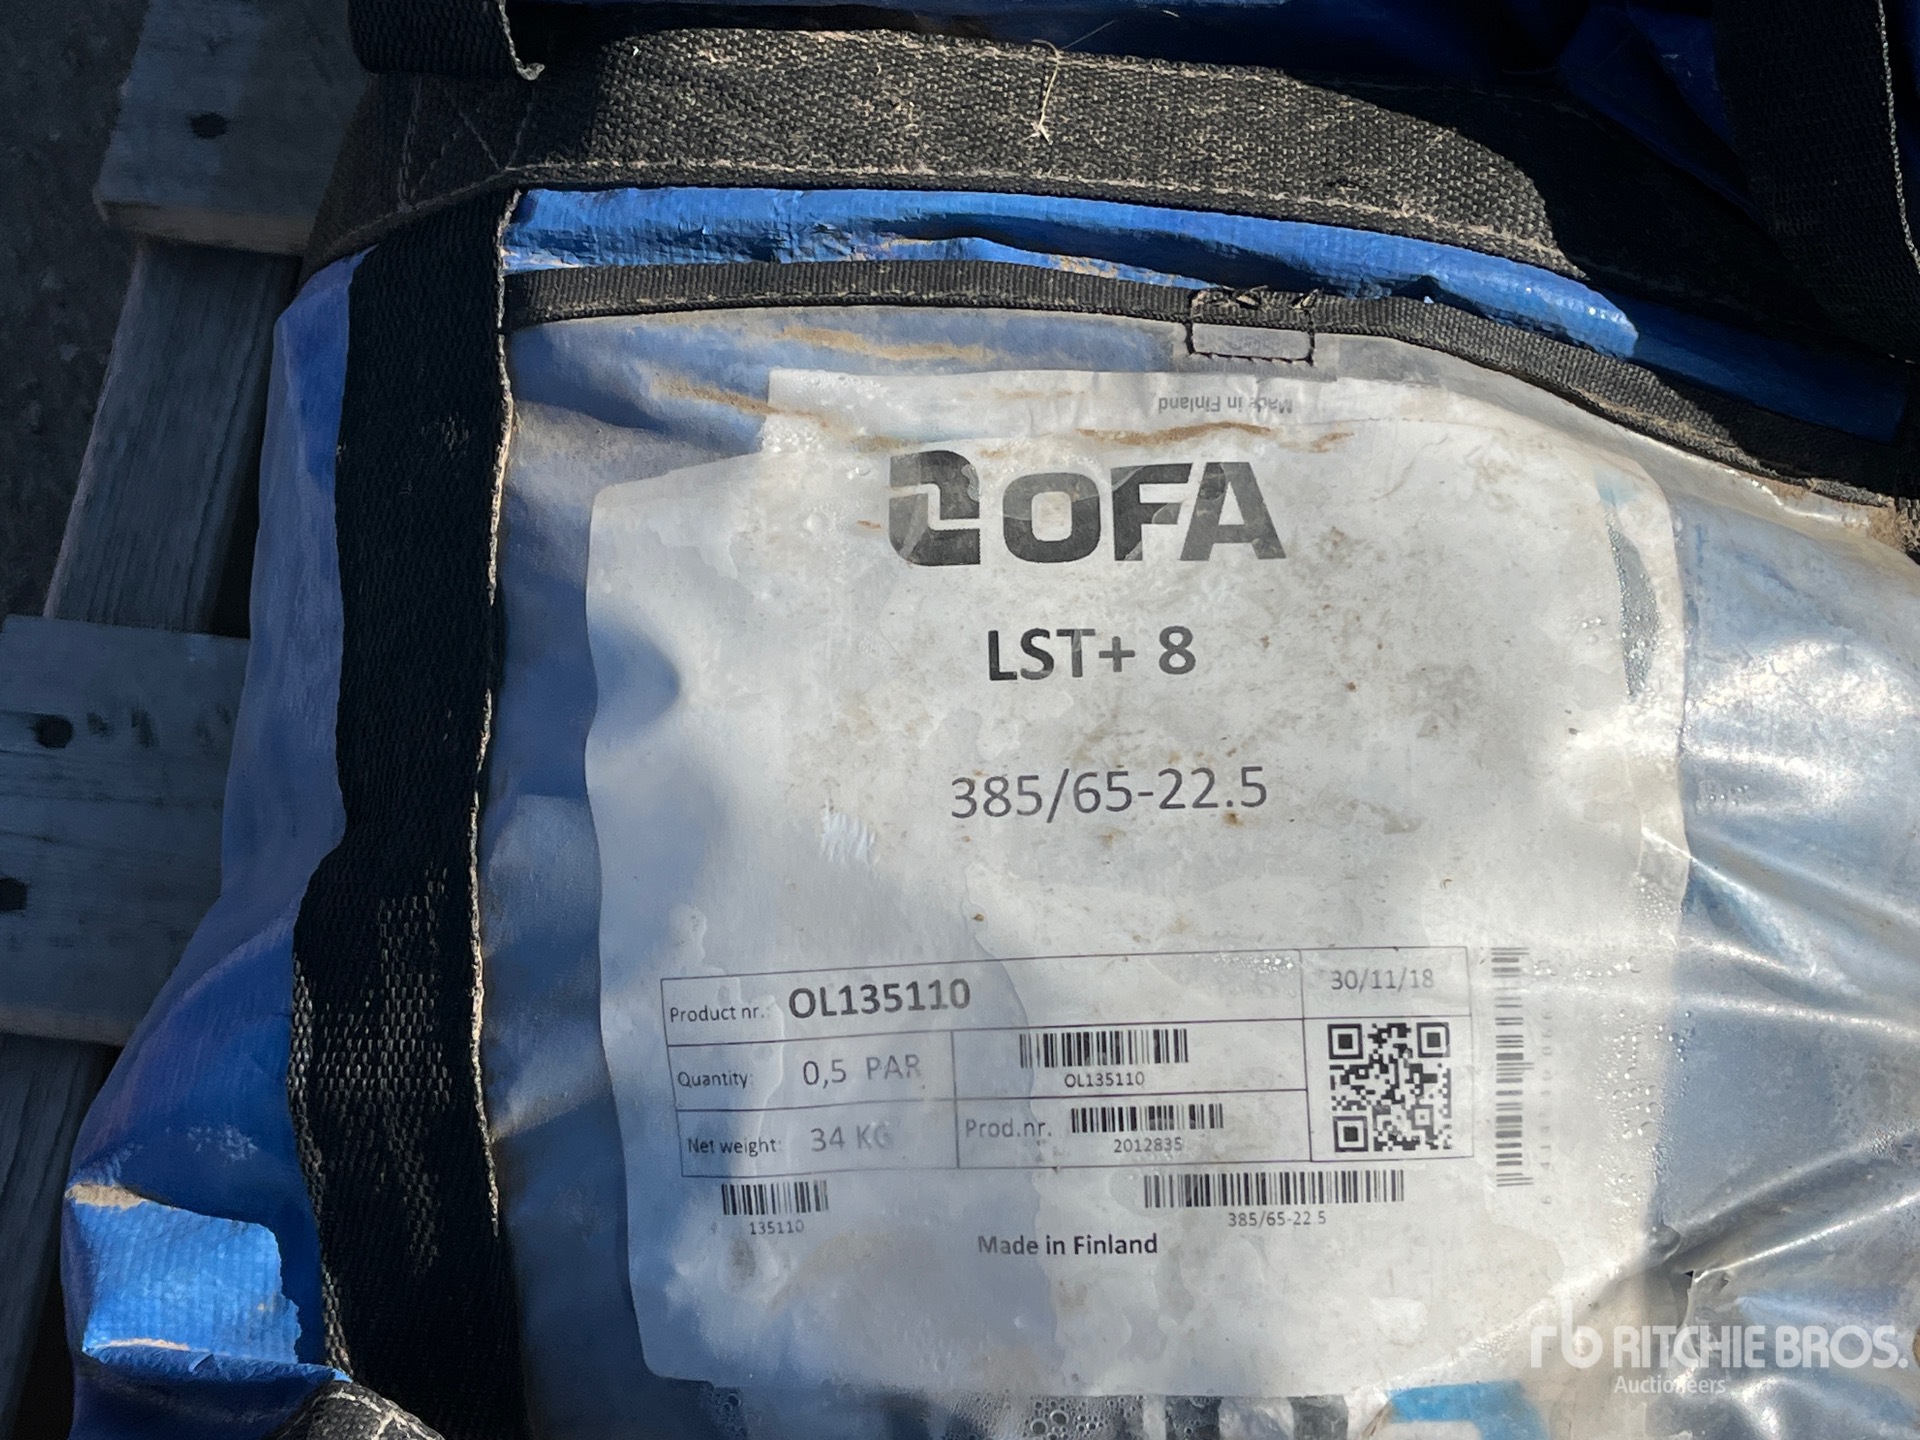 Made in Finland
OFA
LST+ 8
385/65-22.5
Product nr.: OL135110
30/11/18
Quantity: 0,5 PAR
OL135110
Net weight: 34 KG
Prod.nr.
2012835
135110
385/65-22.5
Made in Finland
rb RITCHIE BROS.
Auctioneers